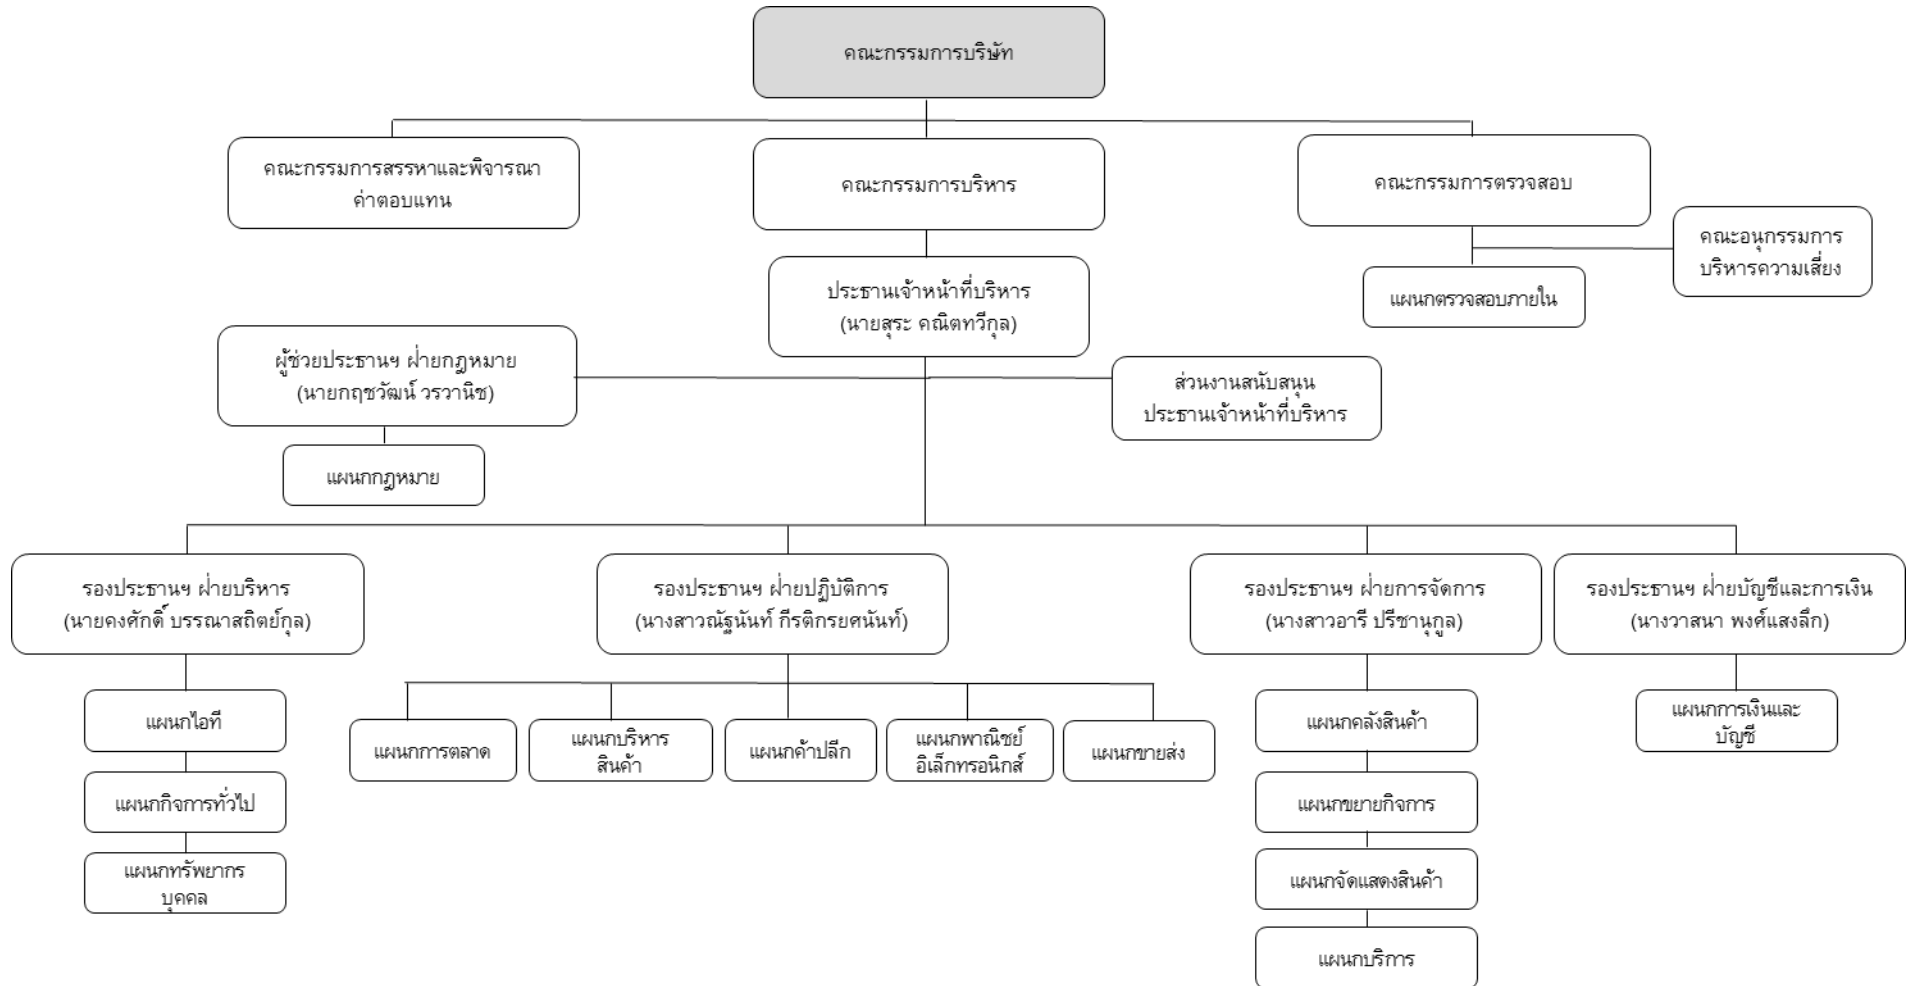 คณะกรรมการบริษัท
คณะกรรมการสรรหาและพิจารณา
ค่าตอบแทน
คณะกรรมการบริหาร
คณะกรรมการตรวจสอบ
คณะอนุกรรมการ
บริหารความเสี่ยง
ประธานเจ้าหน้าที่บริหาร
(นายสุระ คณิตทวีกุล)
แผนกตรวจสอบภายใน
ผู้ช่วยประธานฯ ฝ่ายกฎหมาย
(นายกฤชวัฒน์ วรวานิช)
ส่วนงานสนับสนุน
ประธานเจ้าหน้าที่บริหาร
แผนกกฎหมาย
รองประธานฯ ฝ่ายบริหาร
(นายคงศักดิ์ บรรณาสถิตย์กุล)
รองประธานฯ ฝ่ายปฏิบัติการ
(นางสาวณัฐนันท์ กีรติกรยศนันท์)
รองประธานฯ ฝ่ายการจัดการ
(นางสาวอารี ปรีชานุกูล)
รองประธานฯ ฝ่ายบัญชีและการเงิน
(นางวาสนา พงศ์แสงลึก)
แผนกไอที
แผนกกิจการทั่วไป
แผนกทรัพยากร
บุคคล
แผนกการตลาด
แผนกบริหาร
สินค้า
แผนกค้าปลีก
แผนกพาณิชย์
อิเล็กทรอนิกส์
แผนกขายส่ง
แผนกคลังสินค้า
แผนกขยายกิจการ
แผนกจัดแสดงสินค้า
แผนกบริการ
แผนกการเงินและ
บัญชี